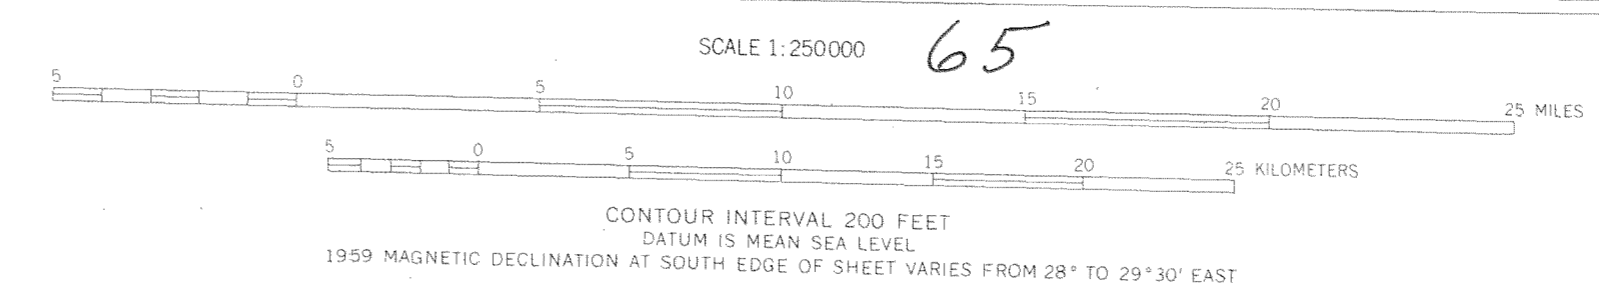 SCALE 1:250000 65
5 0 5 10 15 20 25 MILES
5 0 5 10 15 20 25 KILOMETERS
CONTOUR INTERVAL 200 FEET
DATUM IS MEAN SEA LEVEL
1959 MAGNETIC DECLINATION AT SOUTH EDGE OF SHEET VARIES FROM 28° TO 29°30' EAST